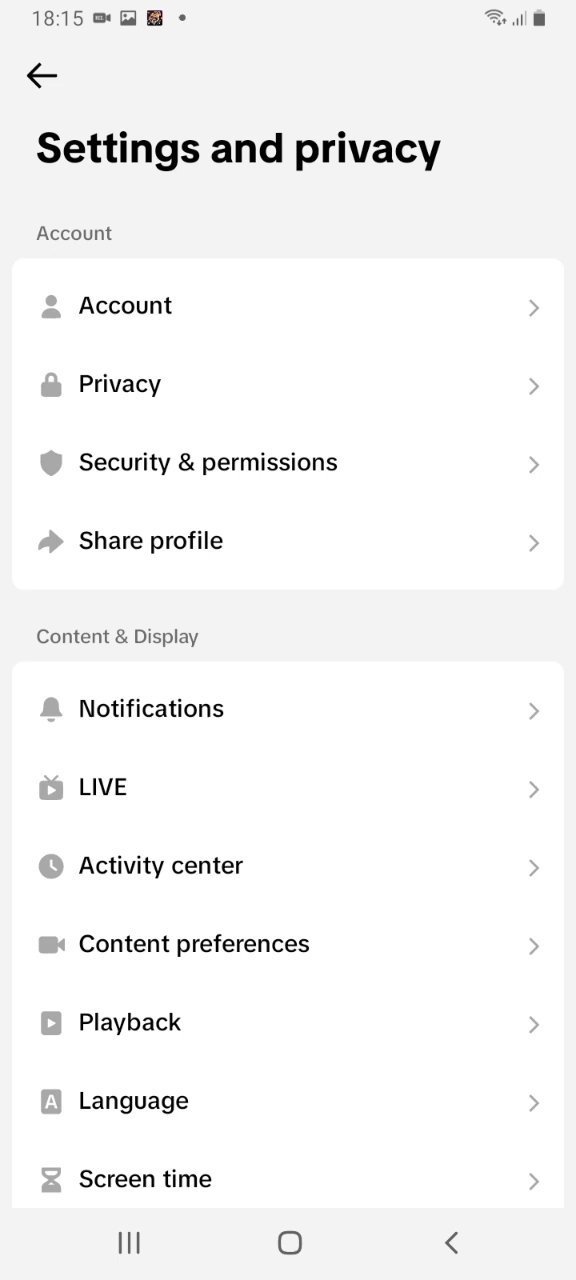 18:15
Settings and privacy
Account
Account
Privacy
Security & permissions
Share profile
Content & Display
Notifications
LIVE
Activity center
Content preferences
Playback
A Language
Screen time